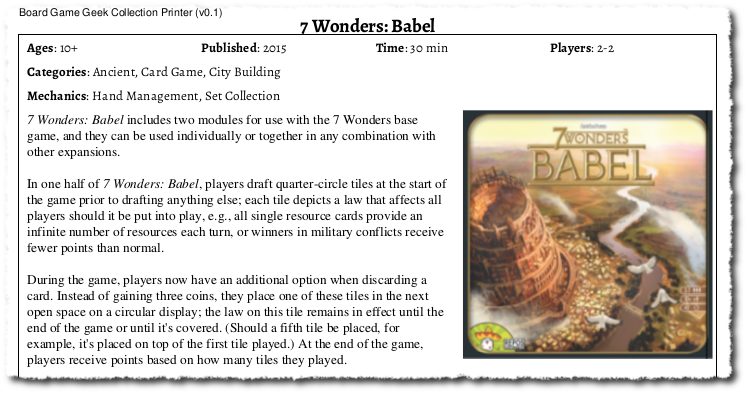 Board Game Geek Collection Printer (v0.1)
7 Wonders: Babel
Ages: 10+ Published: 2015 Time: 30 min Players: 2-2
Categories: Ancient, Card Game, City Building
Mechanics: Hand Management, Set Collection
7 Wonders: Babel includes two modules for use with the 7 Wonders base
game, and they can be used individually or together in any combination with
other expansions.
In one half of 7 Wonders: Babel, players draft quarter-circle tiles at the start of
the game prior to drafting anything else; each tile depicts a law that affects all
players should it be put into play, e.g., all single resource cards provide an
infinite number of resources each turn, or winners in military conflicts receive
fewer points than normal.
During the game, players now have an additional option when discarding a
card. Instead of gaining three coins, they place one of these tiles in the next
open space on a circular display; the law on this tile remains in effect until the
end of the game or until it's covered. (Should a fifth tile be placed, for
example, it's placed on top of the first tile played.) At the end of the game,
players receive points based on how many tiles they played.
7 WONDERS
BABEL